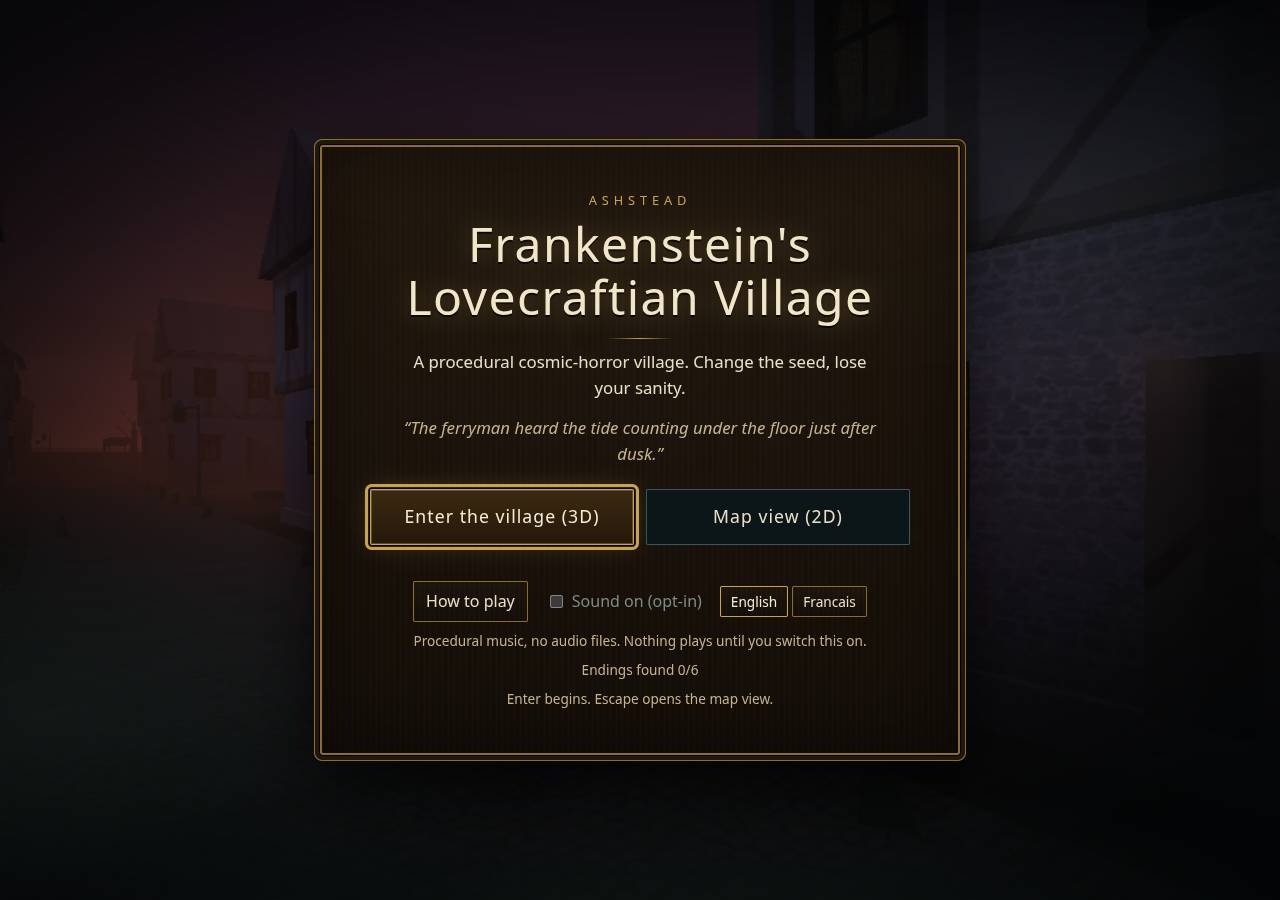 ASHSTEAD
Frankenstein's
Lovecraftian Village
A procedural cosmic-horror village. Change the seed, lose
your sanity.
“The ferryman heard the tide counting under the floor just after
dusk.”
Enter the village (3D)
Map view (2D)
How to play
Sound on (opt-in)
English
Francais
Procedural music, no audio files. Nothing plays until you switch this on.
Endings found 0/6
Enter begins. Escape opens the map view.